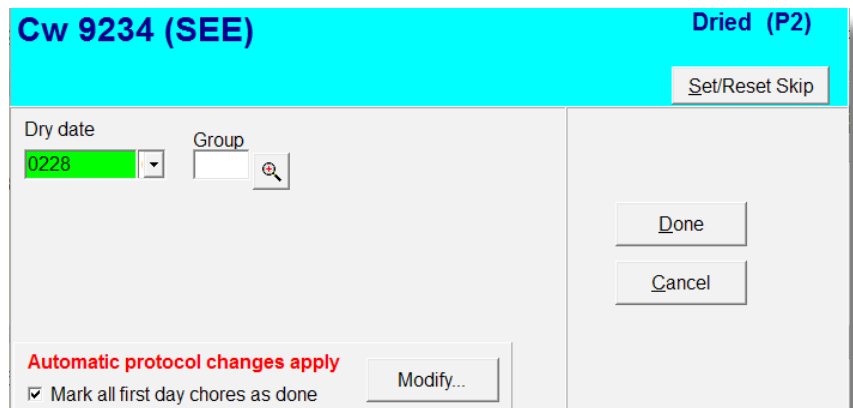 Cw 9234 (SEE)
Dried (P2)
Set/Reset Skip
Dry date
Group
0228
Done
Cancel
Automatic protocol changes apply
Mark all first day chores as done
Modify...